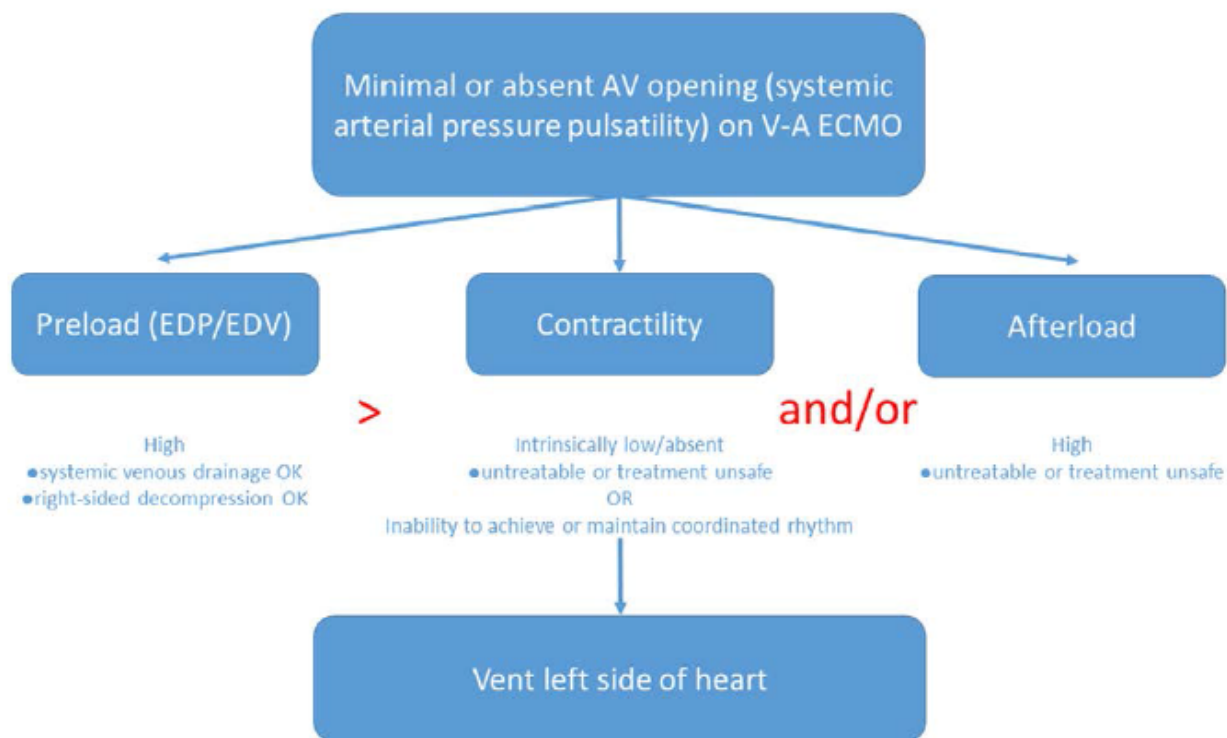 Minimal or absent AV opening (systemic
arterial pressure pulsatility) on V-A ECMO
Preload (EDP/EDV)
Contractility
Afterload
>
and/or
High
●systemic venous drainage OK
●right-sided decompression OK
Intrinsically low/absent
●untreatable or treatment unsafe
OR
Inability to achieve or maintain coordinated rhythm
High
●untreatable or treatment unsafe
Vent left side of heart